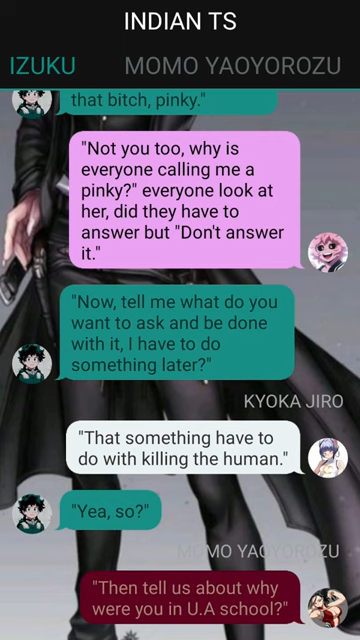 INDIAN TS
IZUKU
MOMO YAOYOROZU
that bitch, pinky."
"Not you too, why is
everyone calling me a
pinky?" everyone look at
her, did they have to
answer but "Don't answer
it."
"Now, tell me what do you
want to ask and be done
with it, I have to do
something later?"
KYOKA JIRO
"That something have to
do with killing the human."
"Yea, so?"
MOMO YAOYOROZU
"Then tell us about why
were you in U.A school?"